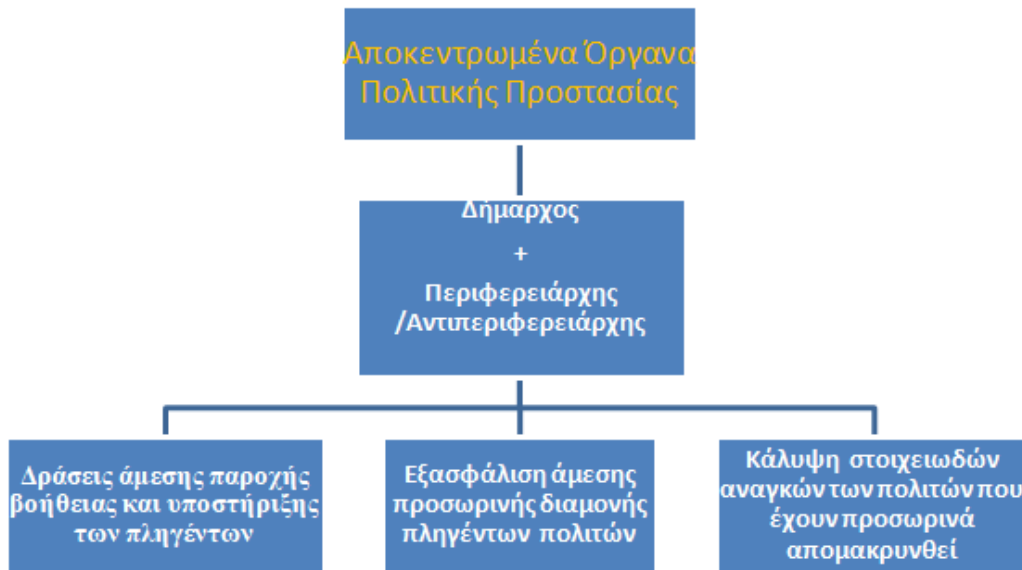 Αποκεντρωμένα Όργανα
Πολιτικής Προστασίας
Δήμαρχος
+
Περιφερειάρχης
/Αντιπεριφερειάρχης
Δράσεις άμεσης παροχής
βοήθειας και υποστήριξης
των πληγέντων
Εξασφάλιση άμεσης
προσωρινής διαμονής
πληγέντων πολιτών
Κάλυψη στοιχειωδών
αναγκών των πολιτών που
έχουν προσωρινά
απομακρυνθεί